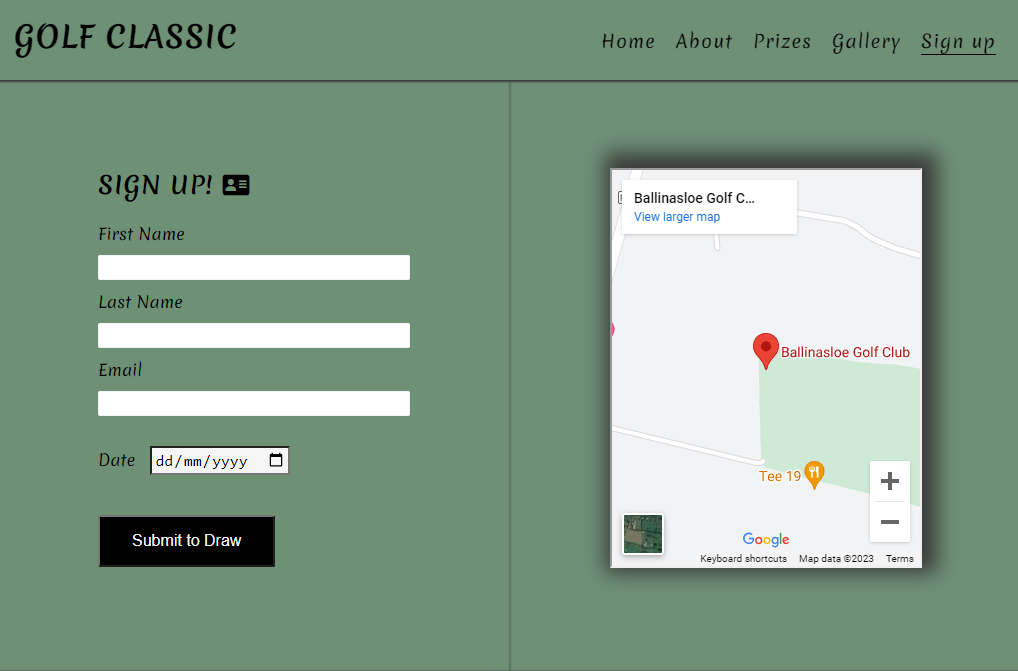 GOLF CLASSIC
Home About Prizes Gallery Sign up
SIGN UP!
First Name
Last Name
Email
Date dd/mm/yyyy
Submit to Draw
Ballinasloe Golf C...
View larger map
Ballinasloe Golf Club
Tee 19
Google
Keyboard shortcuts Map data ©2023 Terms